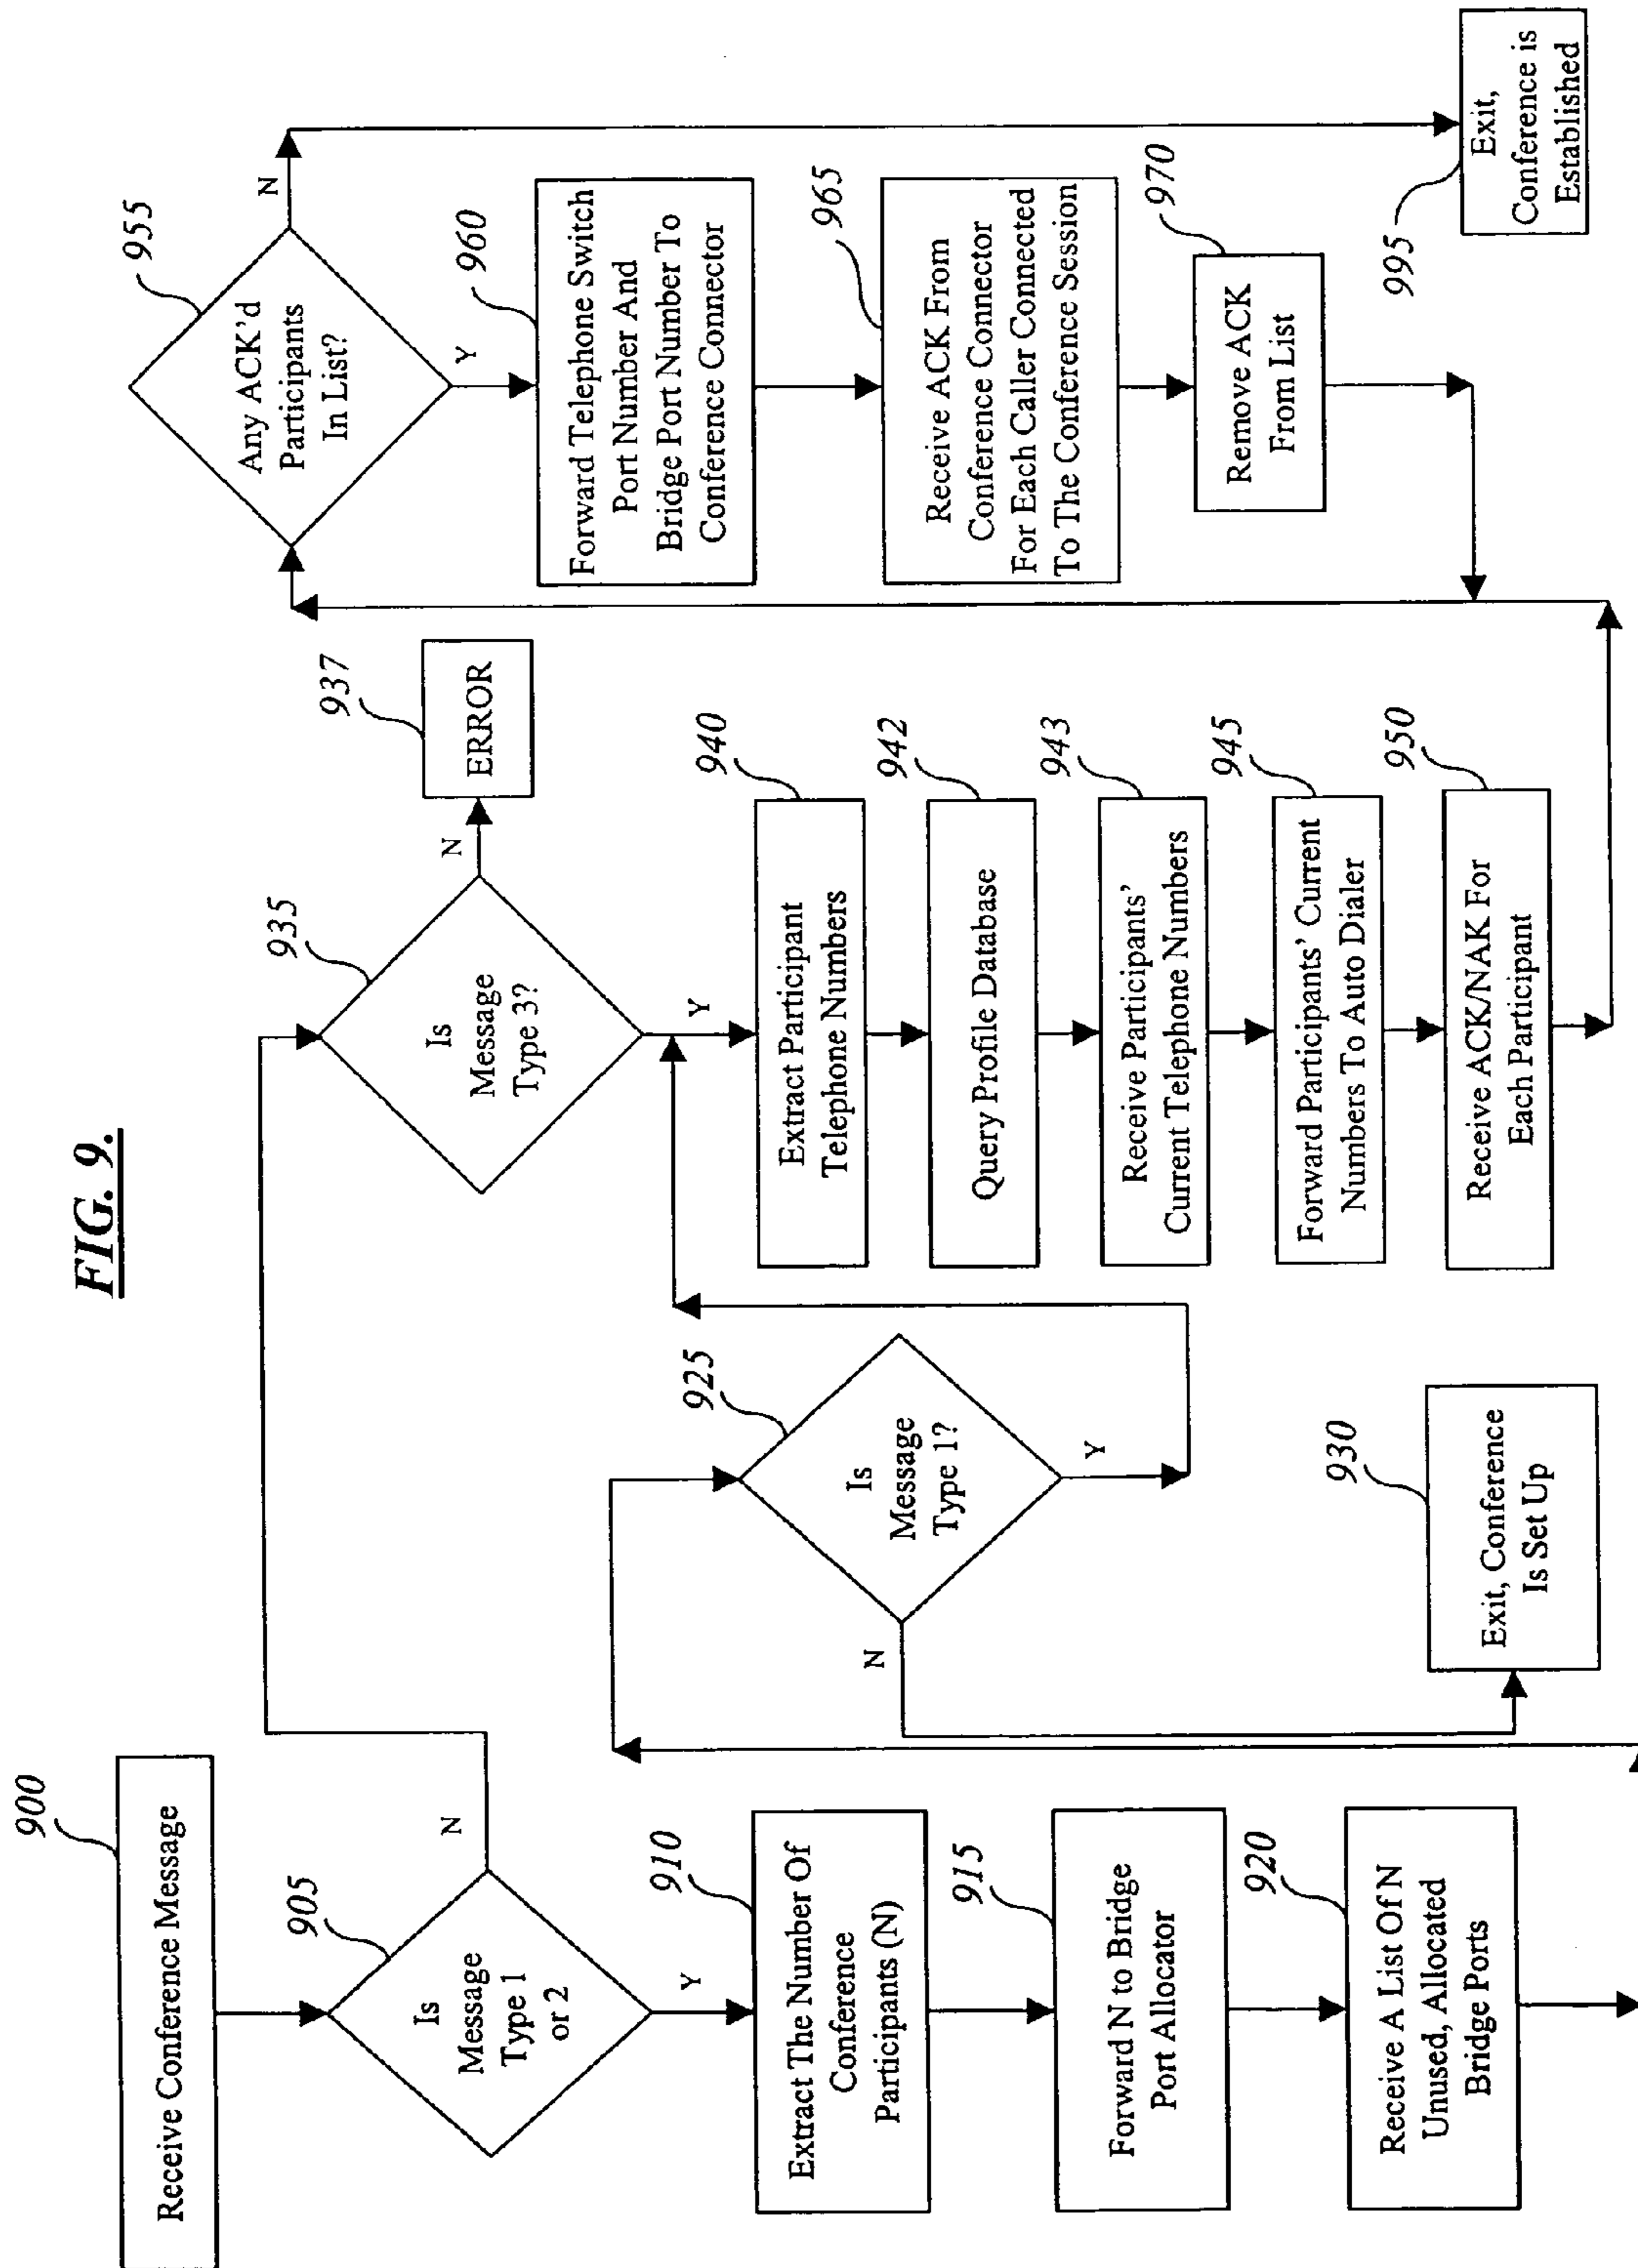 FIG. 9.
900
Receive Conference Message
905
Is
Message
Type 1
or 2
N
Y
910
Extract The Number Of
Conference
Participants (N)
915
Forward N to Bridge
Port Allocator
920
Receive A List Of N
Unused, Allocated
Bridge Ports
925
Is
Message
Type 1?
N
Y
930
Exit, Conference
Is Set Up
935
Is
Message
Type 3?
N
937
ERROR
Y
940
Extract Participant
Telephone Numbers
942
Query Profile Database
943
Receive Participants'
Current Telephone Numbers
945
Forward Participants' Current
Numbers To Auto Dialer
950
Receive ACK/NAK For
Each Participant
955
Any ACK'd
Participants
In List?
N
Y
960
Forward Telephone Switch
Port Number And
Bridge Port Number To
Conference Connector
965
Receive ACK From
Conference Connector
For Each Caller Connected
To The Conference Session
970
Remove ACK
From List
995
Exit,
Conference is
Established